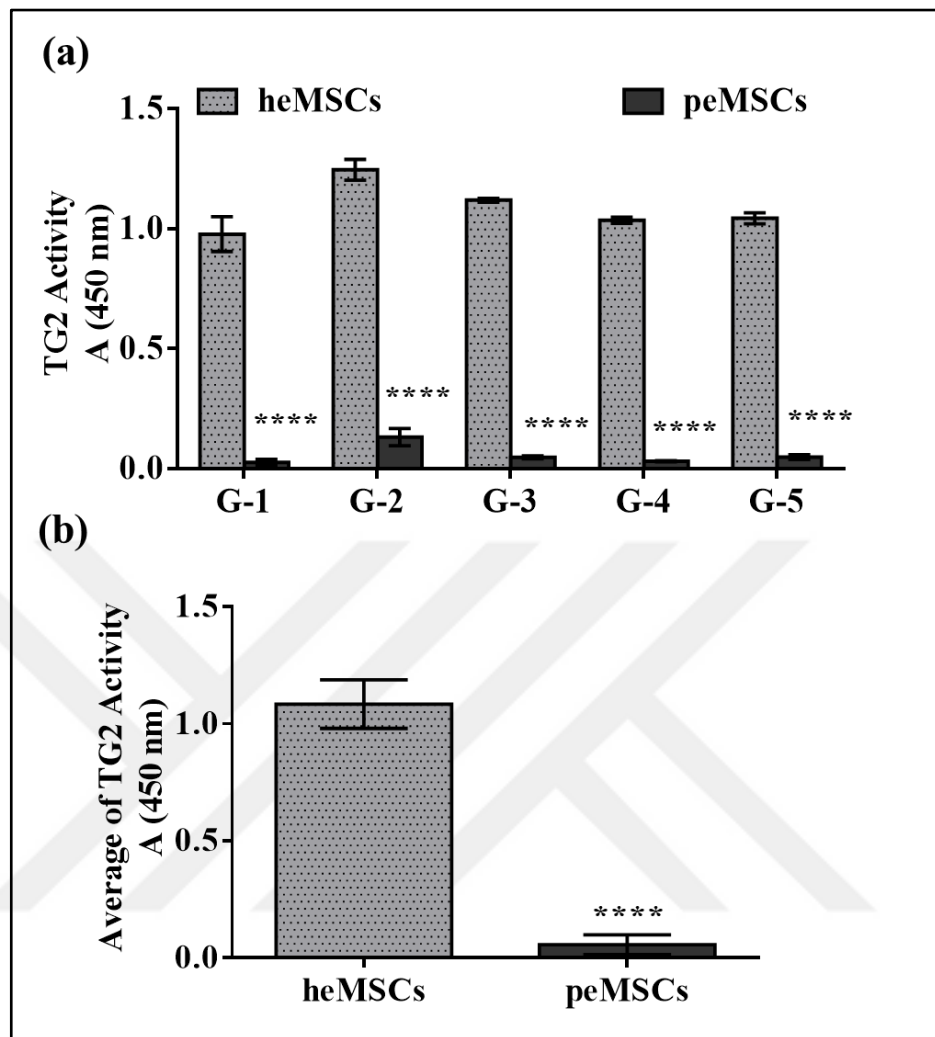 (a)
heMSCs peMSCs
TG2 Activity
A (450 nm)
1.5
1.0
0.5
0.0
**** **** **** **** ****
G-1 G-2 G-3 G-4 G-5
(b)
Average of TG2 Activity
A (450 nm)
1.5
1.0
0.5
0.0
****
heMSCs peMSCs